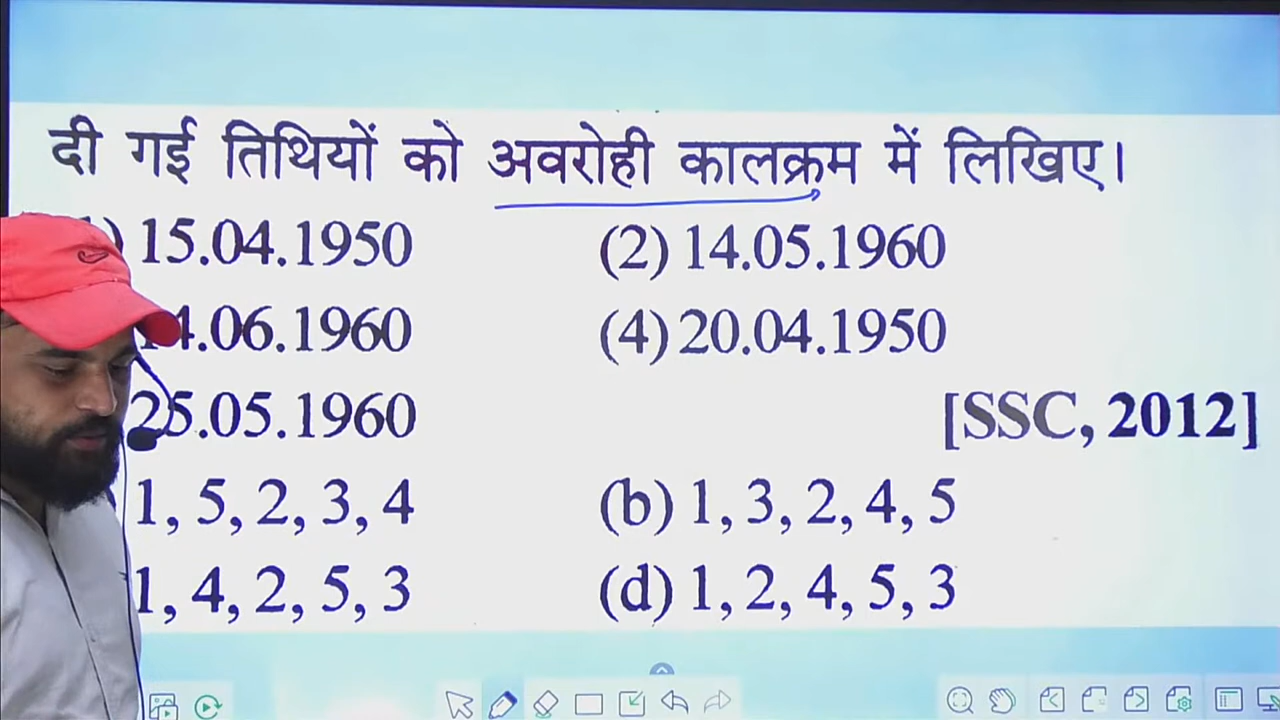 दी गई तिथियों को अवरोही कालक्रम में लिखिए।
) 15.04.1950 (2) 14.05.1960
14.06.1960 (4) 20.04.1950
25.05.1960 [SSC, 2012]
1, 5, 2, 3, 4 (b) 1, 3, 2, 4, 5
1, 4, 2, 5, 3 (d) 1, 2, 4, 5, 3